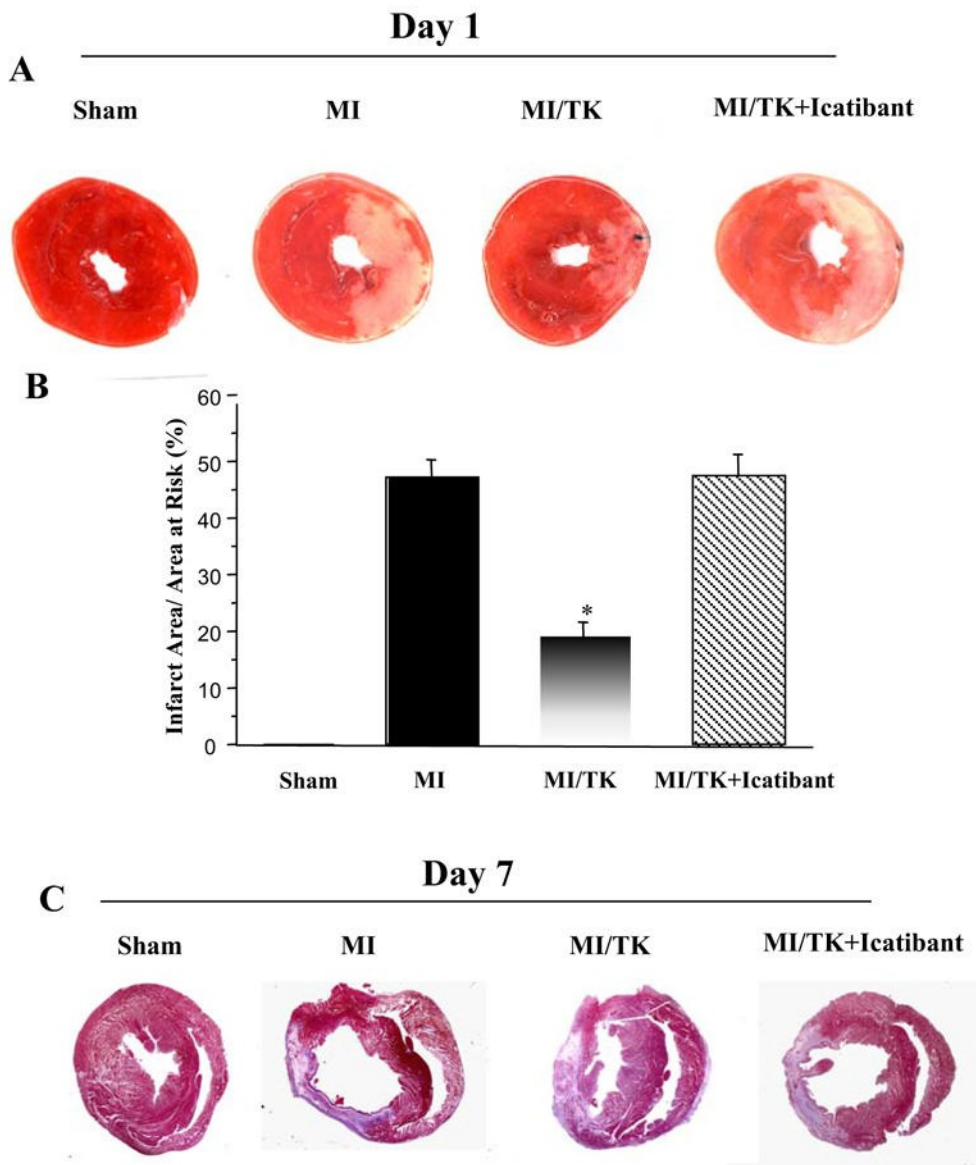 Day 1
A
Sham MI MI/TK MI/TK+Icatibant
B
Infarct Area/ Area at Risk (%)
60
50
40
30
20
10
0
*
Sham MI MI/TK MI/TK+Icatibant
Day 7
C
Sham MI MI/TK MI/TK+Icatibant